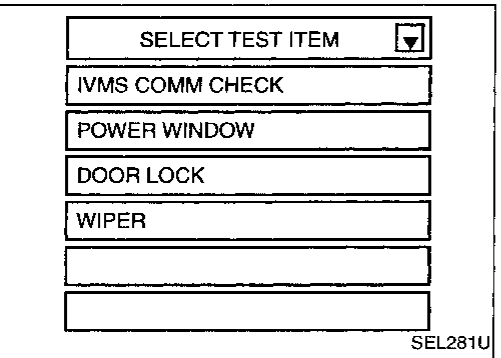 SELECT TEST ITEM
IVMS COMM CHECK
POWER WINDOW
DOOR LOCK
WIPER
SEL281U